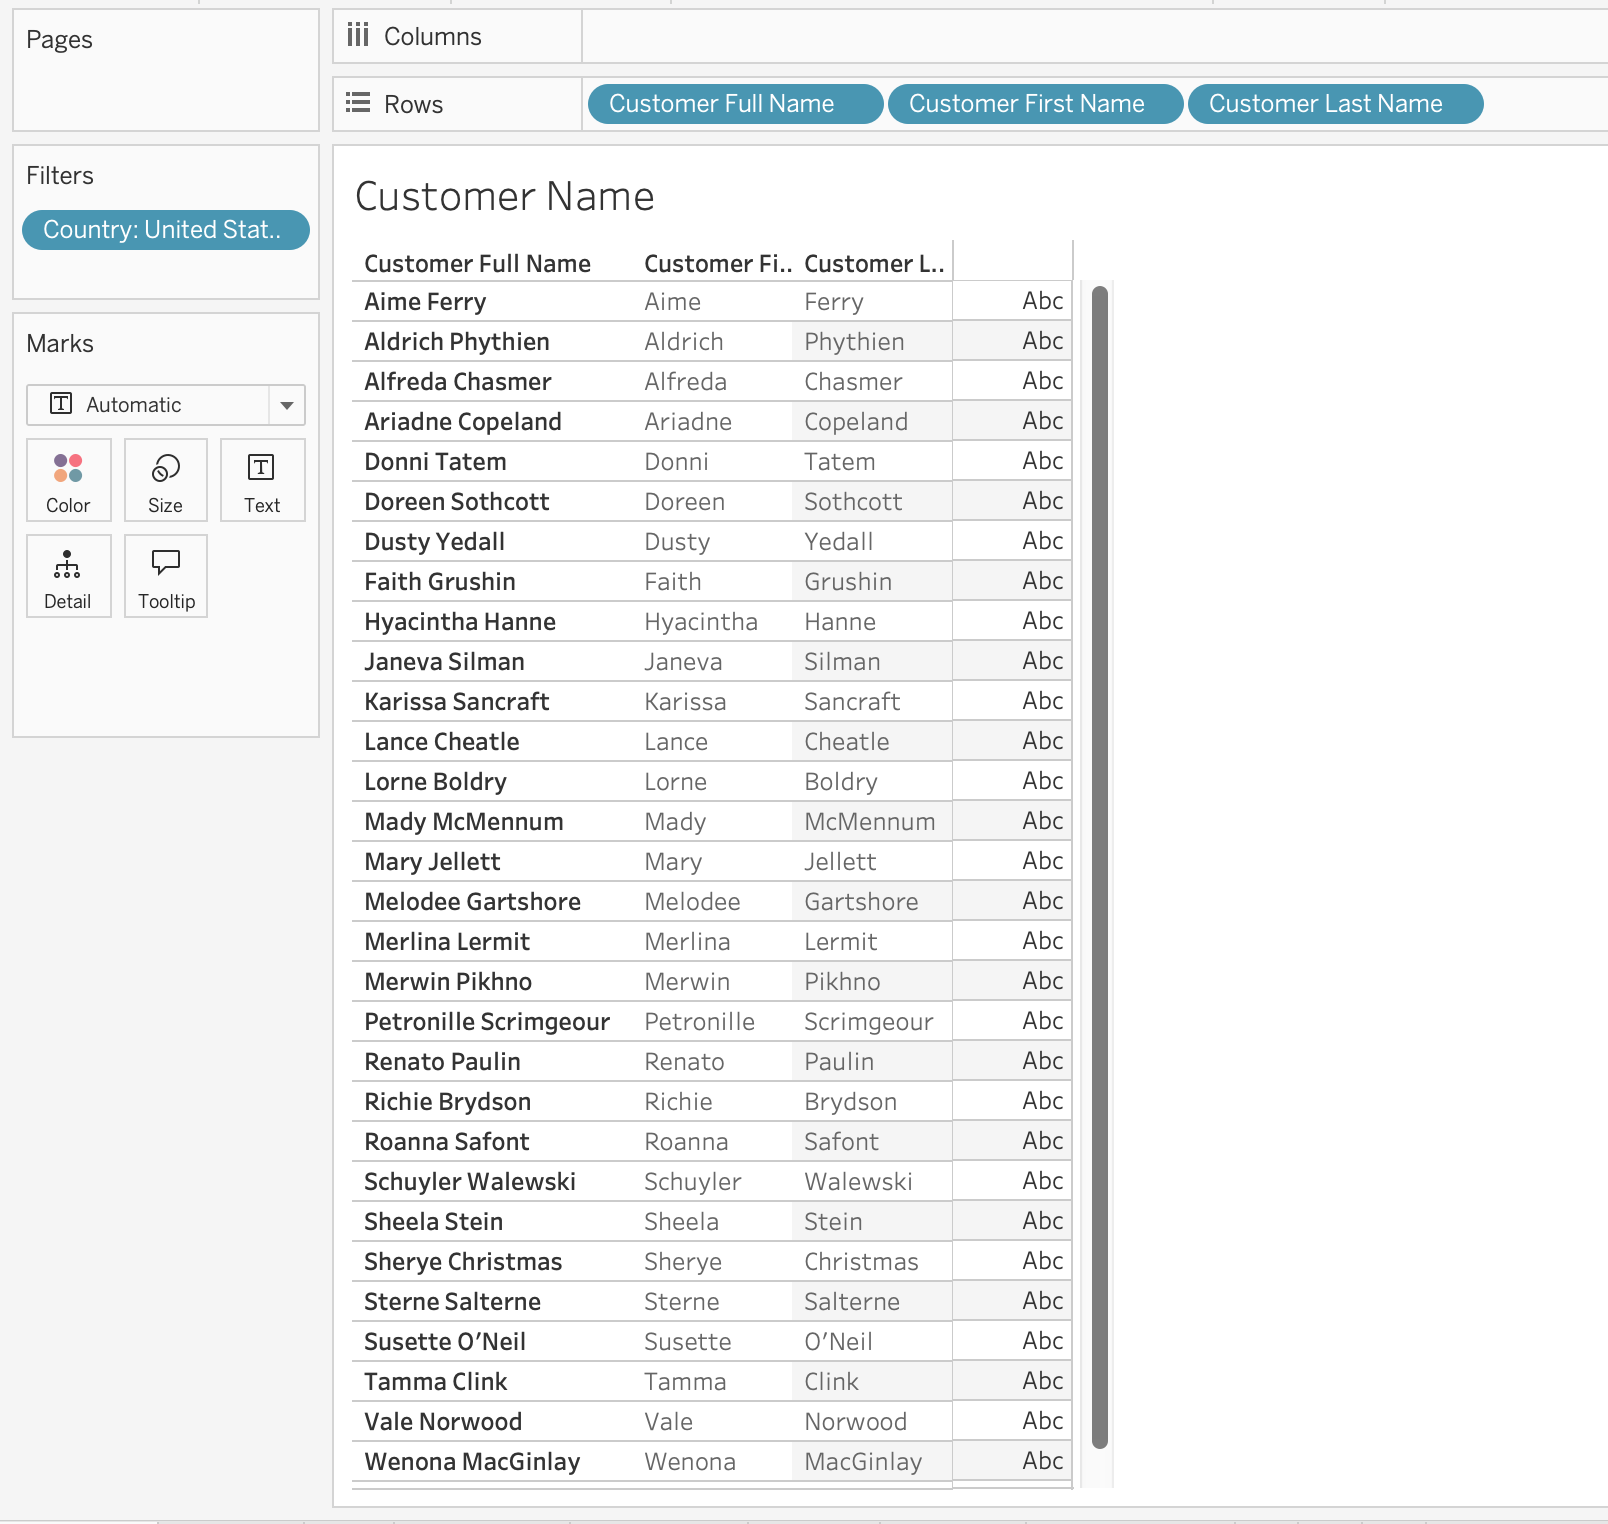 Pages
Columns
Rows
Customer Full Name Customer First Name Customer Last Name
Filters
Country: United Stat..
Marks
Automatic
Color Size Text
Detail Tooltip
Customer Name
Customer Full Name Customer Fi.. Customer L..
Aime Ferry Aime Ferry Abc
Aldrich Phythien Aldrich Phythien Abc
Alfreda Chasmer Alfreda Chasmer Abc
Ariadne Copeland Ariadne Copeland Abc
Donni Tatem Donni Tatem Abc
Doreen Sothcott Doreen Sothcott Abc
Dusty Yedall Dusty Yedall Abc
Faith Grushin Faith Grushin Abc
Hyacintha Hanne Hyacintha Hanne Abc
Janeva Silman Janeva Silman Abc
Karissa Sancraft Karissa Sancraft Abc
Lance Cheatle Lance Cheatle Abc
Lorne Boldry Lorne Boldry Abc
Mady McMennum Mady McMennum Abc
Mary Jellett Mary Jellett Abc
Melodee Gartshore Melodee Gartshore Abc
Merlina Lermit Merlina Lermit Abc
Merwin Pikhno Merwin Pikhno Abc
Petronille Scrimgeour Petronille Scrimgeour Abc
Renato Paulin Renato Paulin Abc
Richie Brydson Richie Brydson Abc
Roanna Safont Roanna Safont Abc
Schuyler Walewski Schuyler Walewski Abc
Sheela Stein Sheela Stein Abc
Sherye Christmas Sherye Christmas Abc
Sterne Salterne Sterne Salterne Abc
Susette O’Neil Susette O’Neil Abc
Tamma Clink Tamma Clink Abc
Vale Norwood Vale Norwood Abc
Wenona MacGinlay Wenona MacGinlay Abc